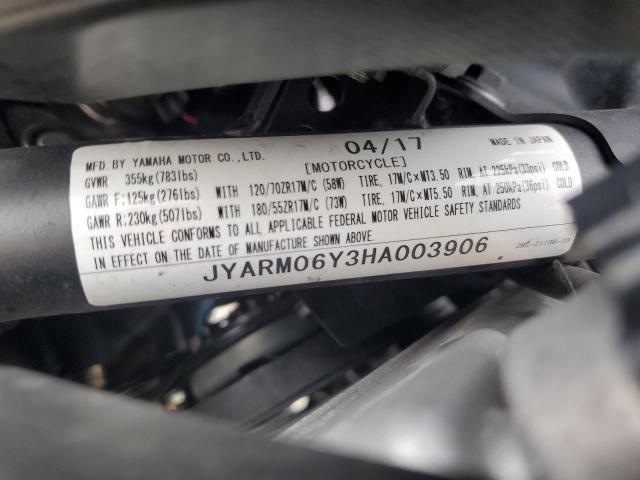 MFD. BY YAMAHA MOTOR CO., LTD. 04/17 MADE IN JAPAN
GVWR 355kg(783lbs) [MOTORCYCLE]
GAWR F:125kg(276lbs) WITH 120/70ZR17M/C (58W) TIRE, 17M/C×MT3.50 RIM, AT 225kPa(33psi) COLD
GAWR R:230kg(507lbs) WITH 180/55ZR17M/C (73W) TIRE, 17M/C×MT5.50 RIM, AT 250kPa(36psi) COLD
THIS VEHICLE CONFORMS TO ALL APPLICABLE FEDERAL MOTOR VEHICLE SAFETY STANDARDS
IN EFFECT ON THE DATE OF MANUFACTURE SHOWN ABOVE.
JYARM06Y3HA003906